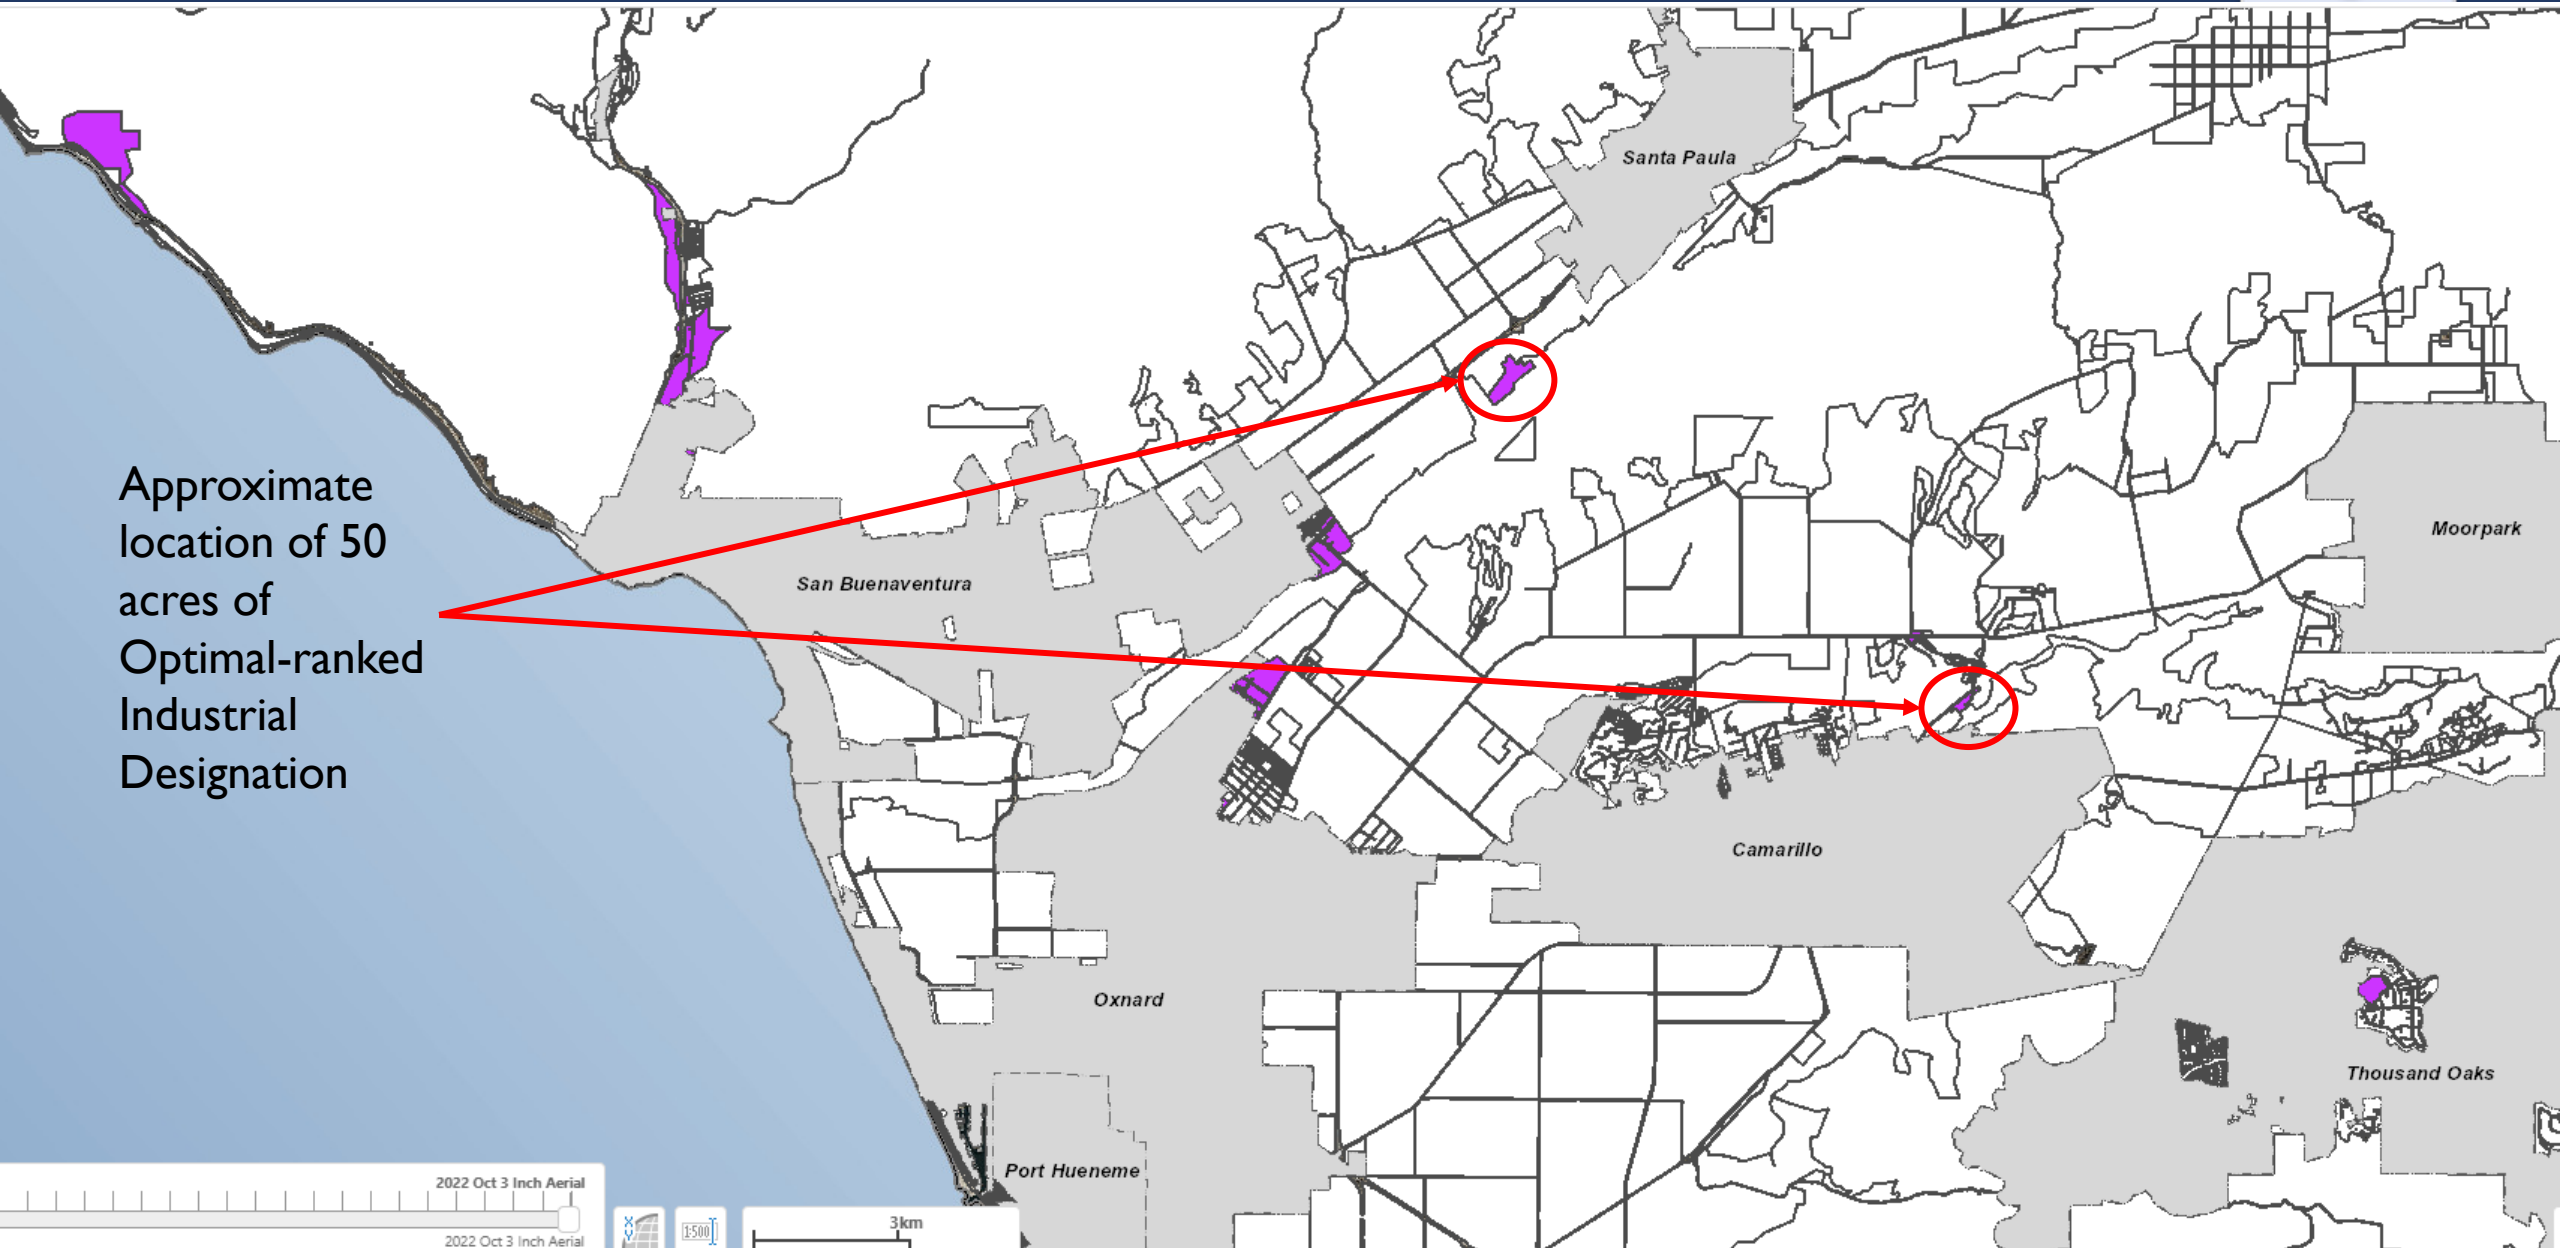 Santa Paula
Approximate
location of 50
acres of
Optimal-ranked
Industrial
Designation
San Buenaventura
Moorpark
Camarillo
Oxnard
Thousand Oaks
Port Hueneme
2022 Oct 3 Inch Aerial
2022 Oct 3 Inch Aerial
X
Y
1:500
3km